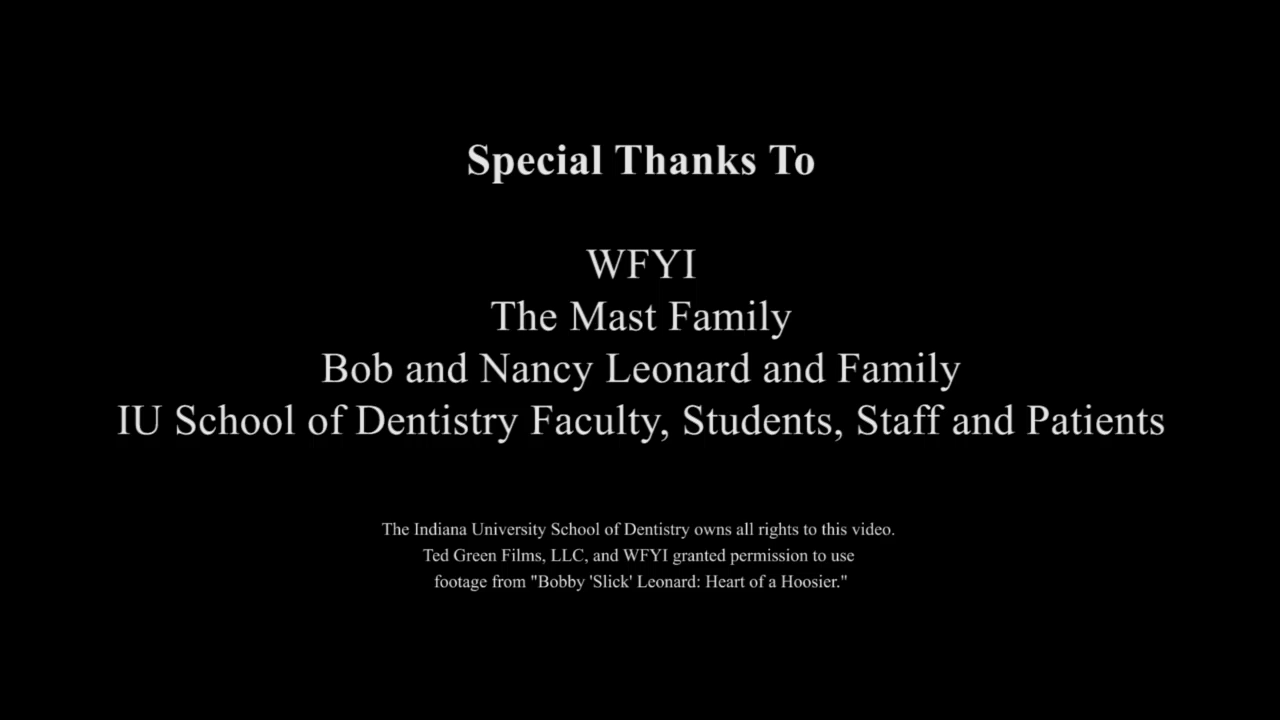 Special Thanks To
WFYI
The Mast Family
Bob and Nancy Leonard and Family
IU School of Dentistry Faculty, Students, Staff and Patients
The Indiana University School of Dentistry owns all rights to this video.
Ted Green Films, LLC, and WFYI granted permission to use
footage from "Bobby 'Slick' Leonard: Heart of a Hoosier."